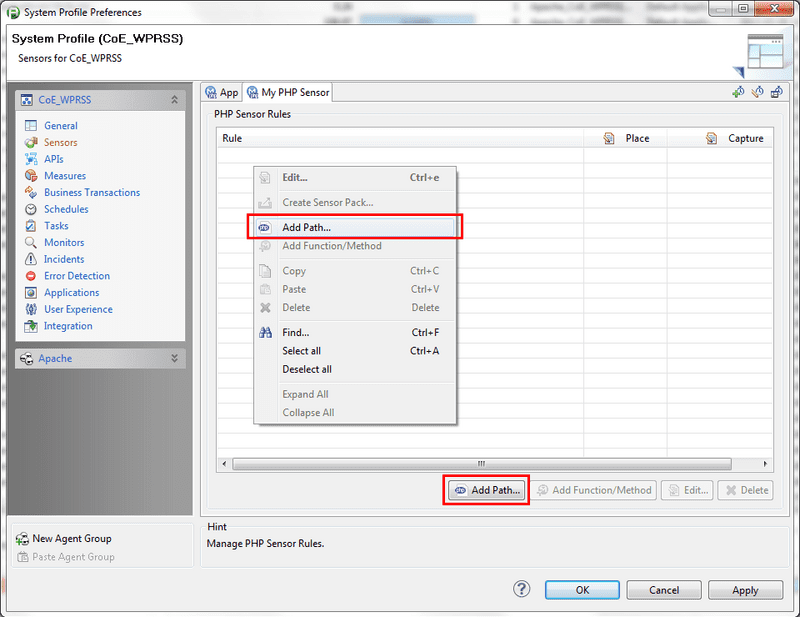 System Profile Preferences
System Profile (CoE_WPRSS)
Sensors for CoE_WPRSS
CoE_WPRSS
General
Sensors
APIs
Measures
Business Transactions
Schedules
Tasks
Monitors
Incidents
Error Detection
Applications
User Experience
Integration
Apache
New Agent Group
Paste Agent Group
App
My PHP Sensor
PHP Sensor Rules
Rule Place Capture
Edit... Ctrl+e
Create Sensor Pack...
Add Path...
Add Function/Method
Copy Ctrl+C
Paste Ctrl+V
Delete Delete
Find... Ctrl+F
Select all Ctrl+A
Deselect all
Expand All
Collapse All
Add Path... Add Function/Method Edit... Delete
Hint
Manage PHP Sensor Rules.
OK Cancel Apply